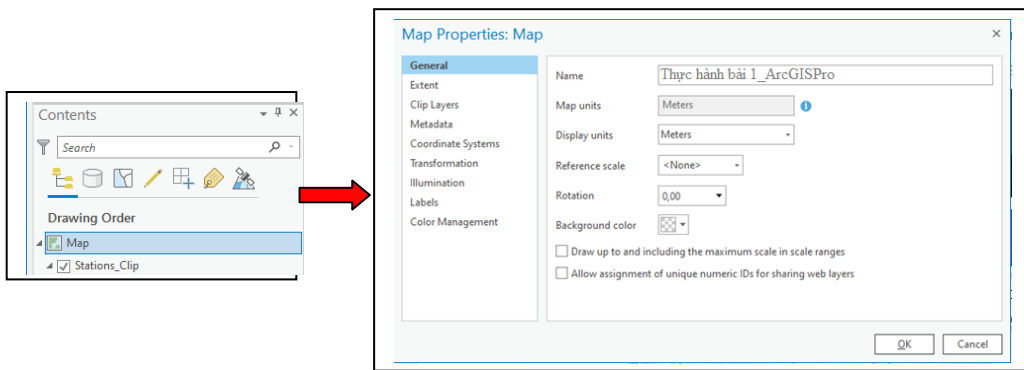 Contents
Search
Drawing Order
Map
Stations_Clip
Map Properties: Map
General
Extent
Clip Layers
Metadata
Coordinate Systems
Transformation
Illumination
Labels
Color Management
Name Thực hành bài 1_ArcGISPro
Map units Meters
Display units Meters
Reference scale <None>
Rotation 0,00
Background color
Draw up to and including the maximum scale in scale ranges
Allow assignment of unique numeric IDs for sharing web layers
OK Cancel